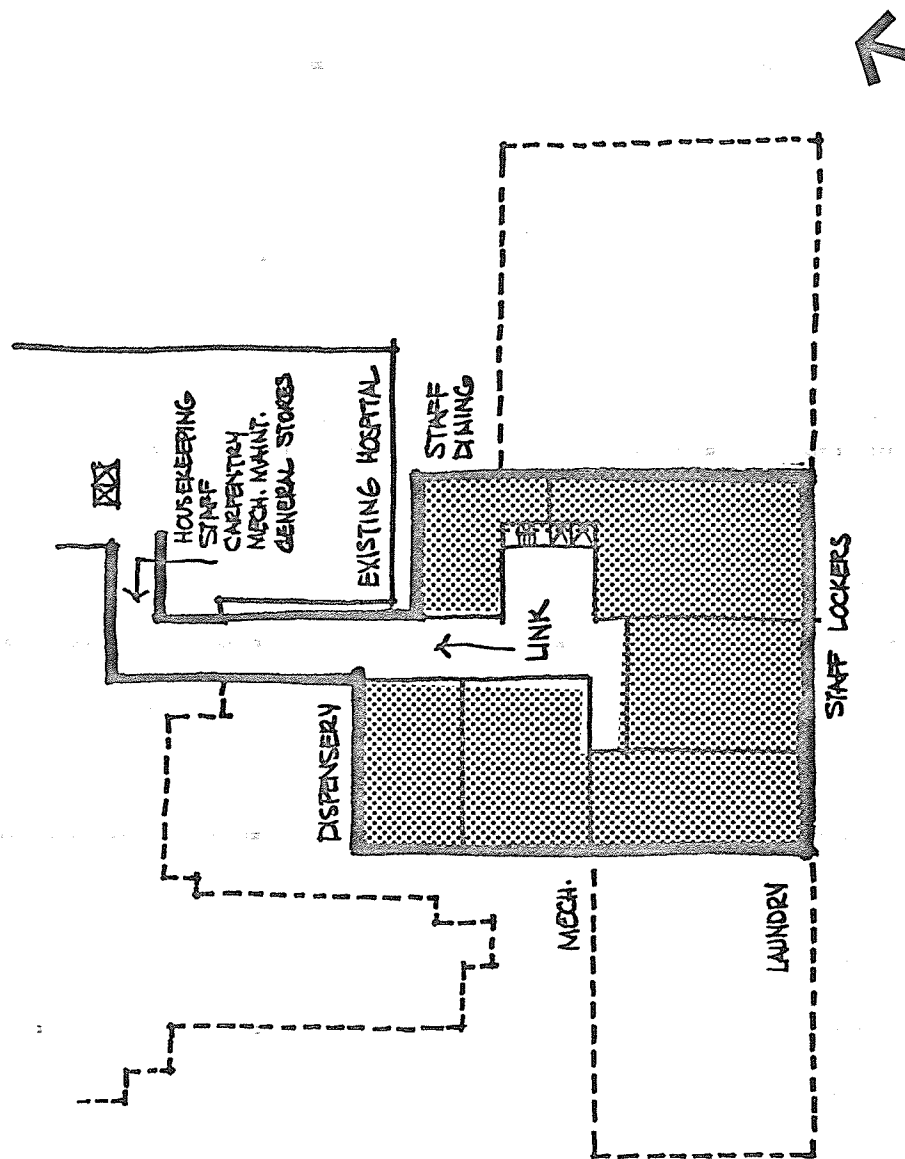 HOUSEKEEPING
STAFF
CARPENTRY
MECH. MAINT.
GENERAL STORES
EXISTING HOSPITAL
STAFF
DINING
LINK
DISPENSERY
MECH.
LAUNDRY
STAFF LOCKERS